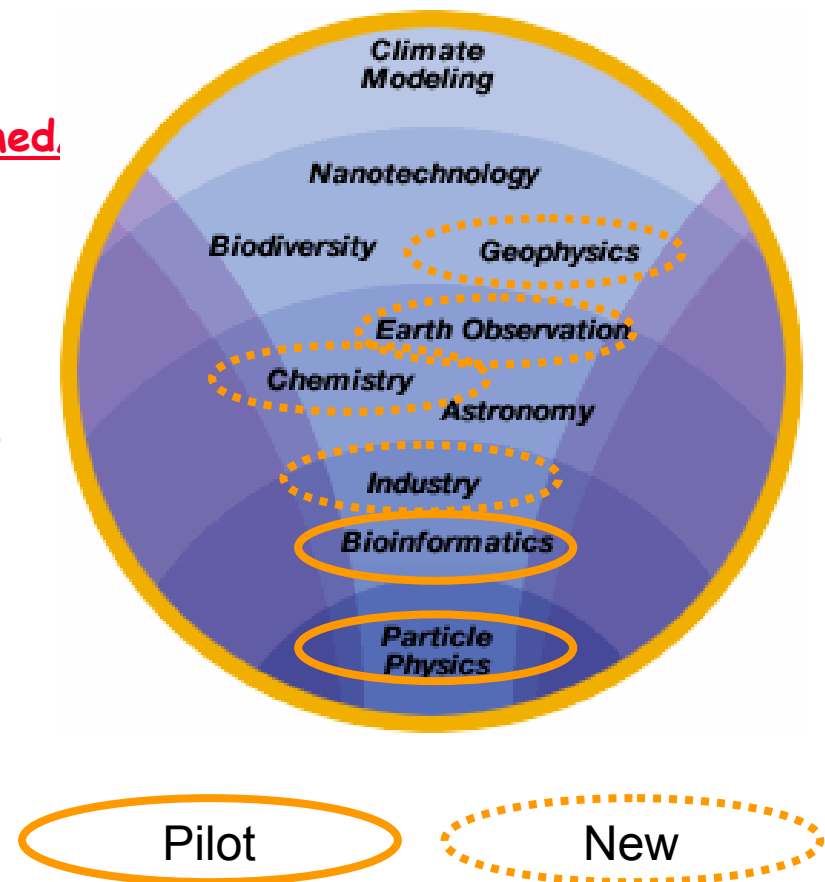 Climate
Modeling
Nanotechnology
Biodiversity Geophysics
Earth Observation
Chemistry
Astronomy
Industry
Bioinformatics
Particle
Physics
Pilot New